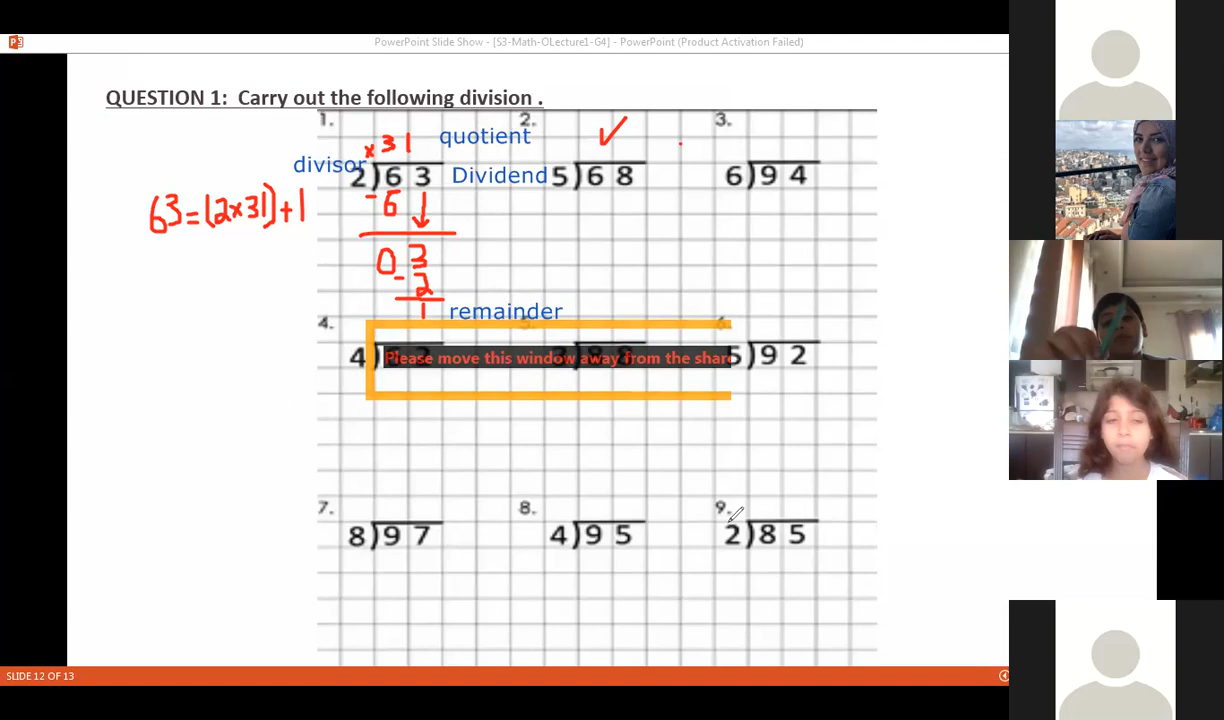 PowerPoint Slide Show - [S3-Math-OLecture1-G4] - PowerPoint (Product Activation Failed)
QUESTION 1: Carry out the following division .
1. 2. 3.
x 31 quotient ✓
divisor 2)63 Dividend 5)68 6)94
63=(2x31)+1
-6
03
-2
1 remainder
4.
4) Please move this window away from the shar 5)92
7. 8. 9.
8)97 4)95 2)85
SLIDE 12 OF 13